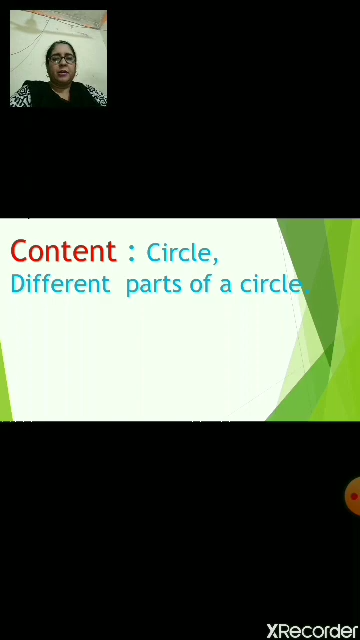 Content : Circle,
Different parts of a circle.
XRecorder